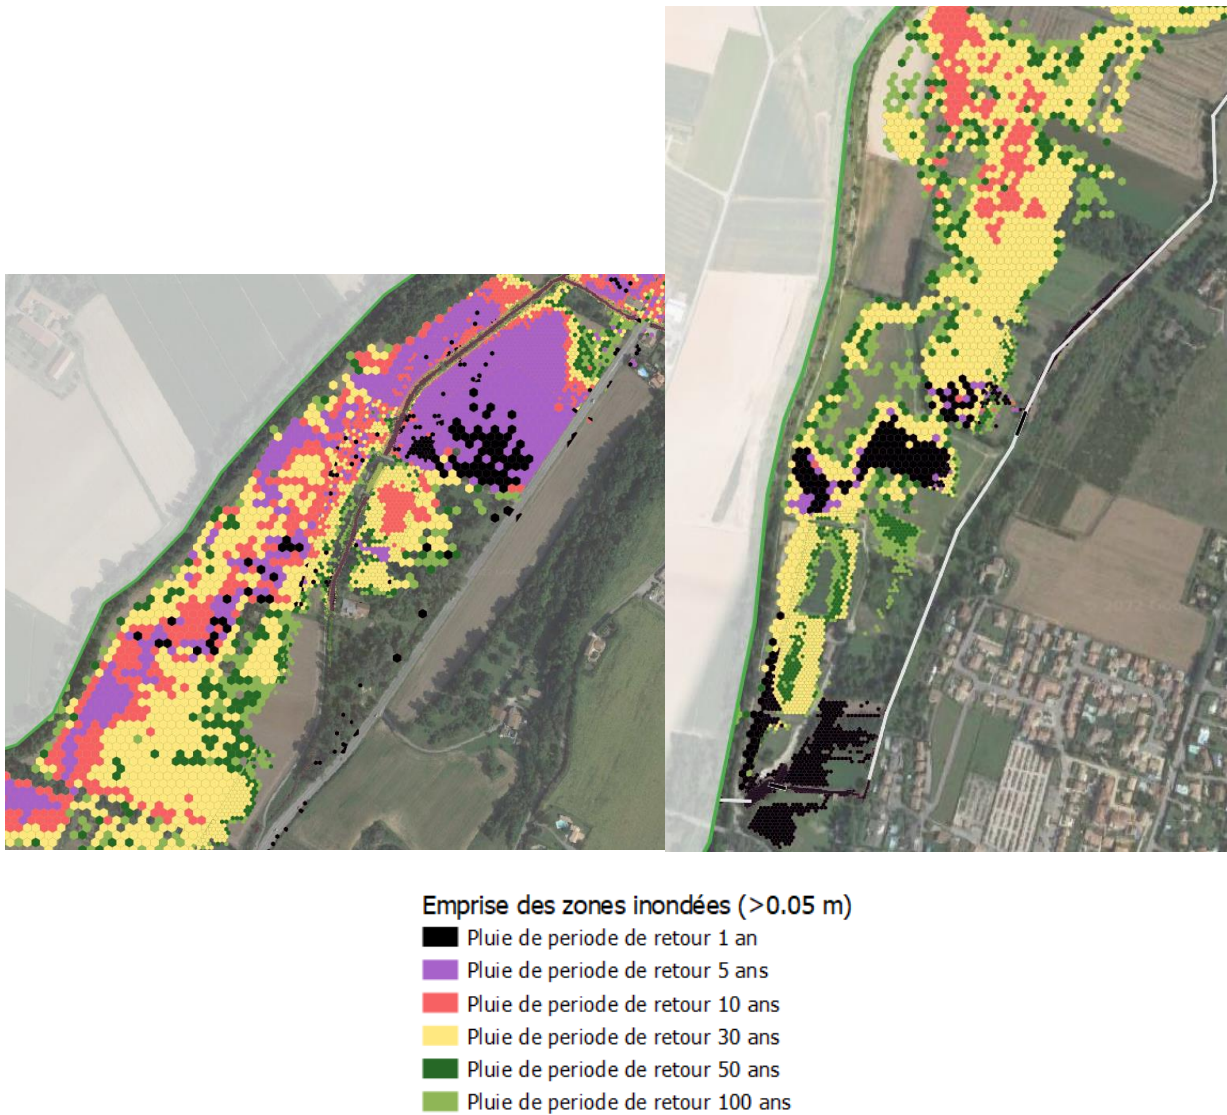 Emprise des zones inondées (>0.05 m)
Pluie de periode de retour 1 an
Pluie de periode de retour 5 ans
Pluie de periode de retour 10 ans
Pluie de periode de retour 30 ans
Pluie de periode de retour 50 ans
Pluie de periode de retour 100 ans